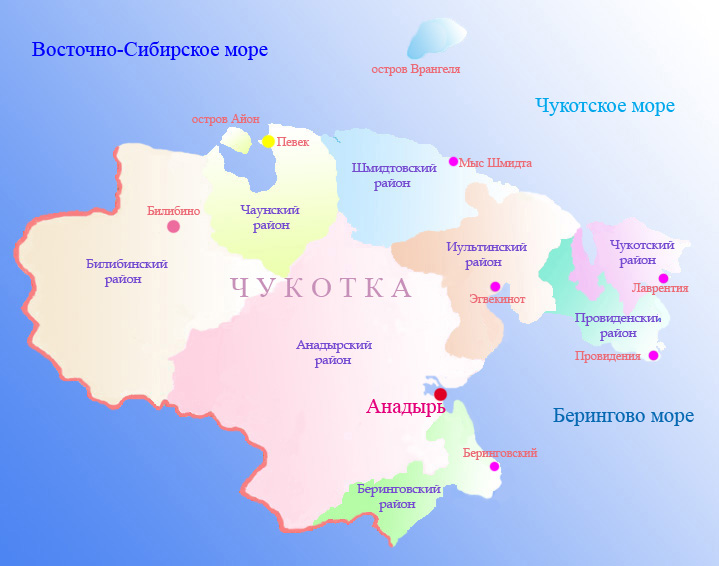 Восточно-Сибирское море
остров Врангеля
Чукотское море
остров Айон
Певек
Мыс Шмидта
Шмидтовский
район
Билибино
Чаунский
район
Иультинский
район
Чукотский
район
Билибинский
район
ЧУКОТКА
Эгвекинот
Лаврентия
Провиденский
район
Анадырский
район
Провидения
Анадырь
Берингово море
Беринговский
Беринговский
район